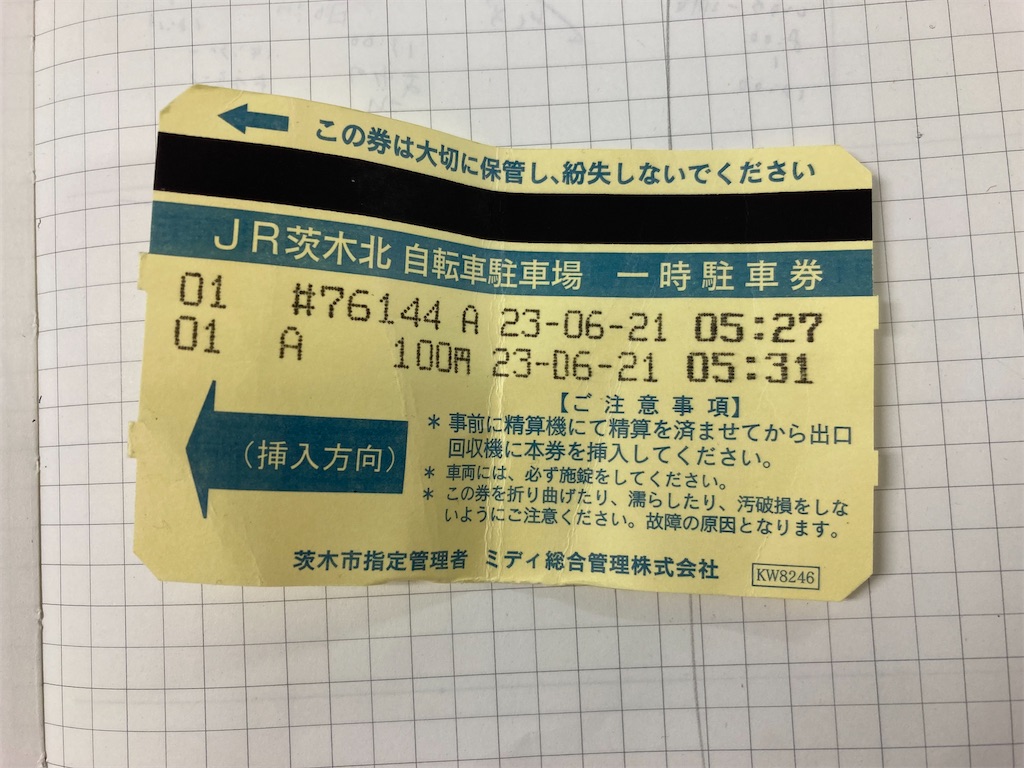 この券は大切に保管し、紛失しないでください
JR茨木北 自転車駐車場 一時駐車券
01 #76144 A 23-06-21 05:27
01 A 100円 23-06-21 05:31
【ご注意事項】
(挿入方向)
* 事前に精算機にて精算を済ませてから出口
回収機に本券を挿入してください。
* 車両には、必ず施錠をしてください。
* この券を折り曲げたり、濡らしたり、汚破損をしな
いようにご注意ください。故障の原因となります。
茨木市指定管理者 ミディ総合管理株式会社 KW8246